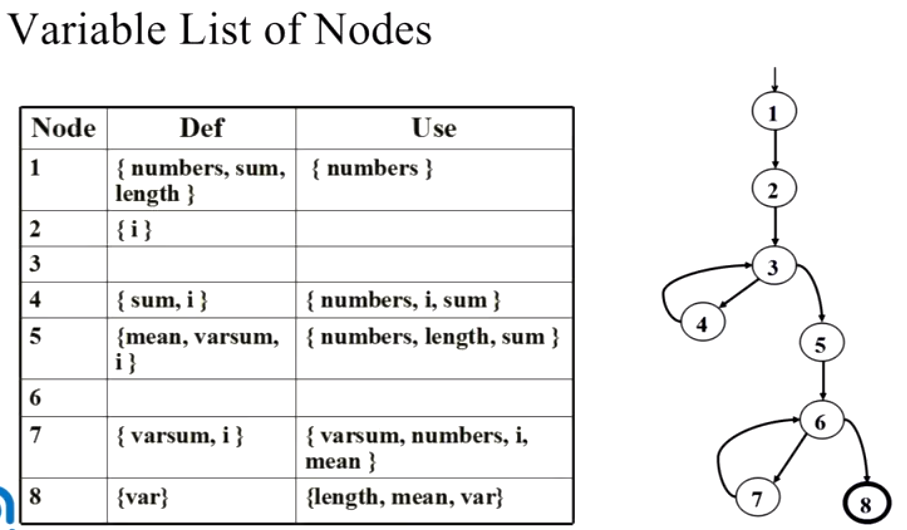 Variable List of Nodes
Node Def Use
1 { numbers, sum, { numbers }
length }
2 { i }
3
4 { sum, i } { numbers, i, sum }
5 {mean, varsum, { numbers, length, sum }
i }
6
7 { varsum, i } { varsum, numbers, i,
mean }
8 {var} {length, mean, var}
1
2
3
4
5
6
7
8